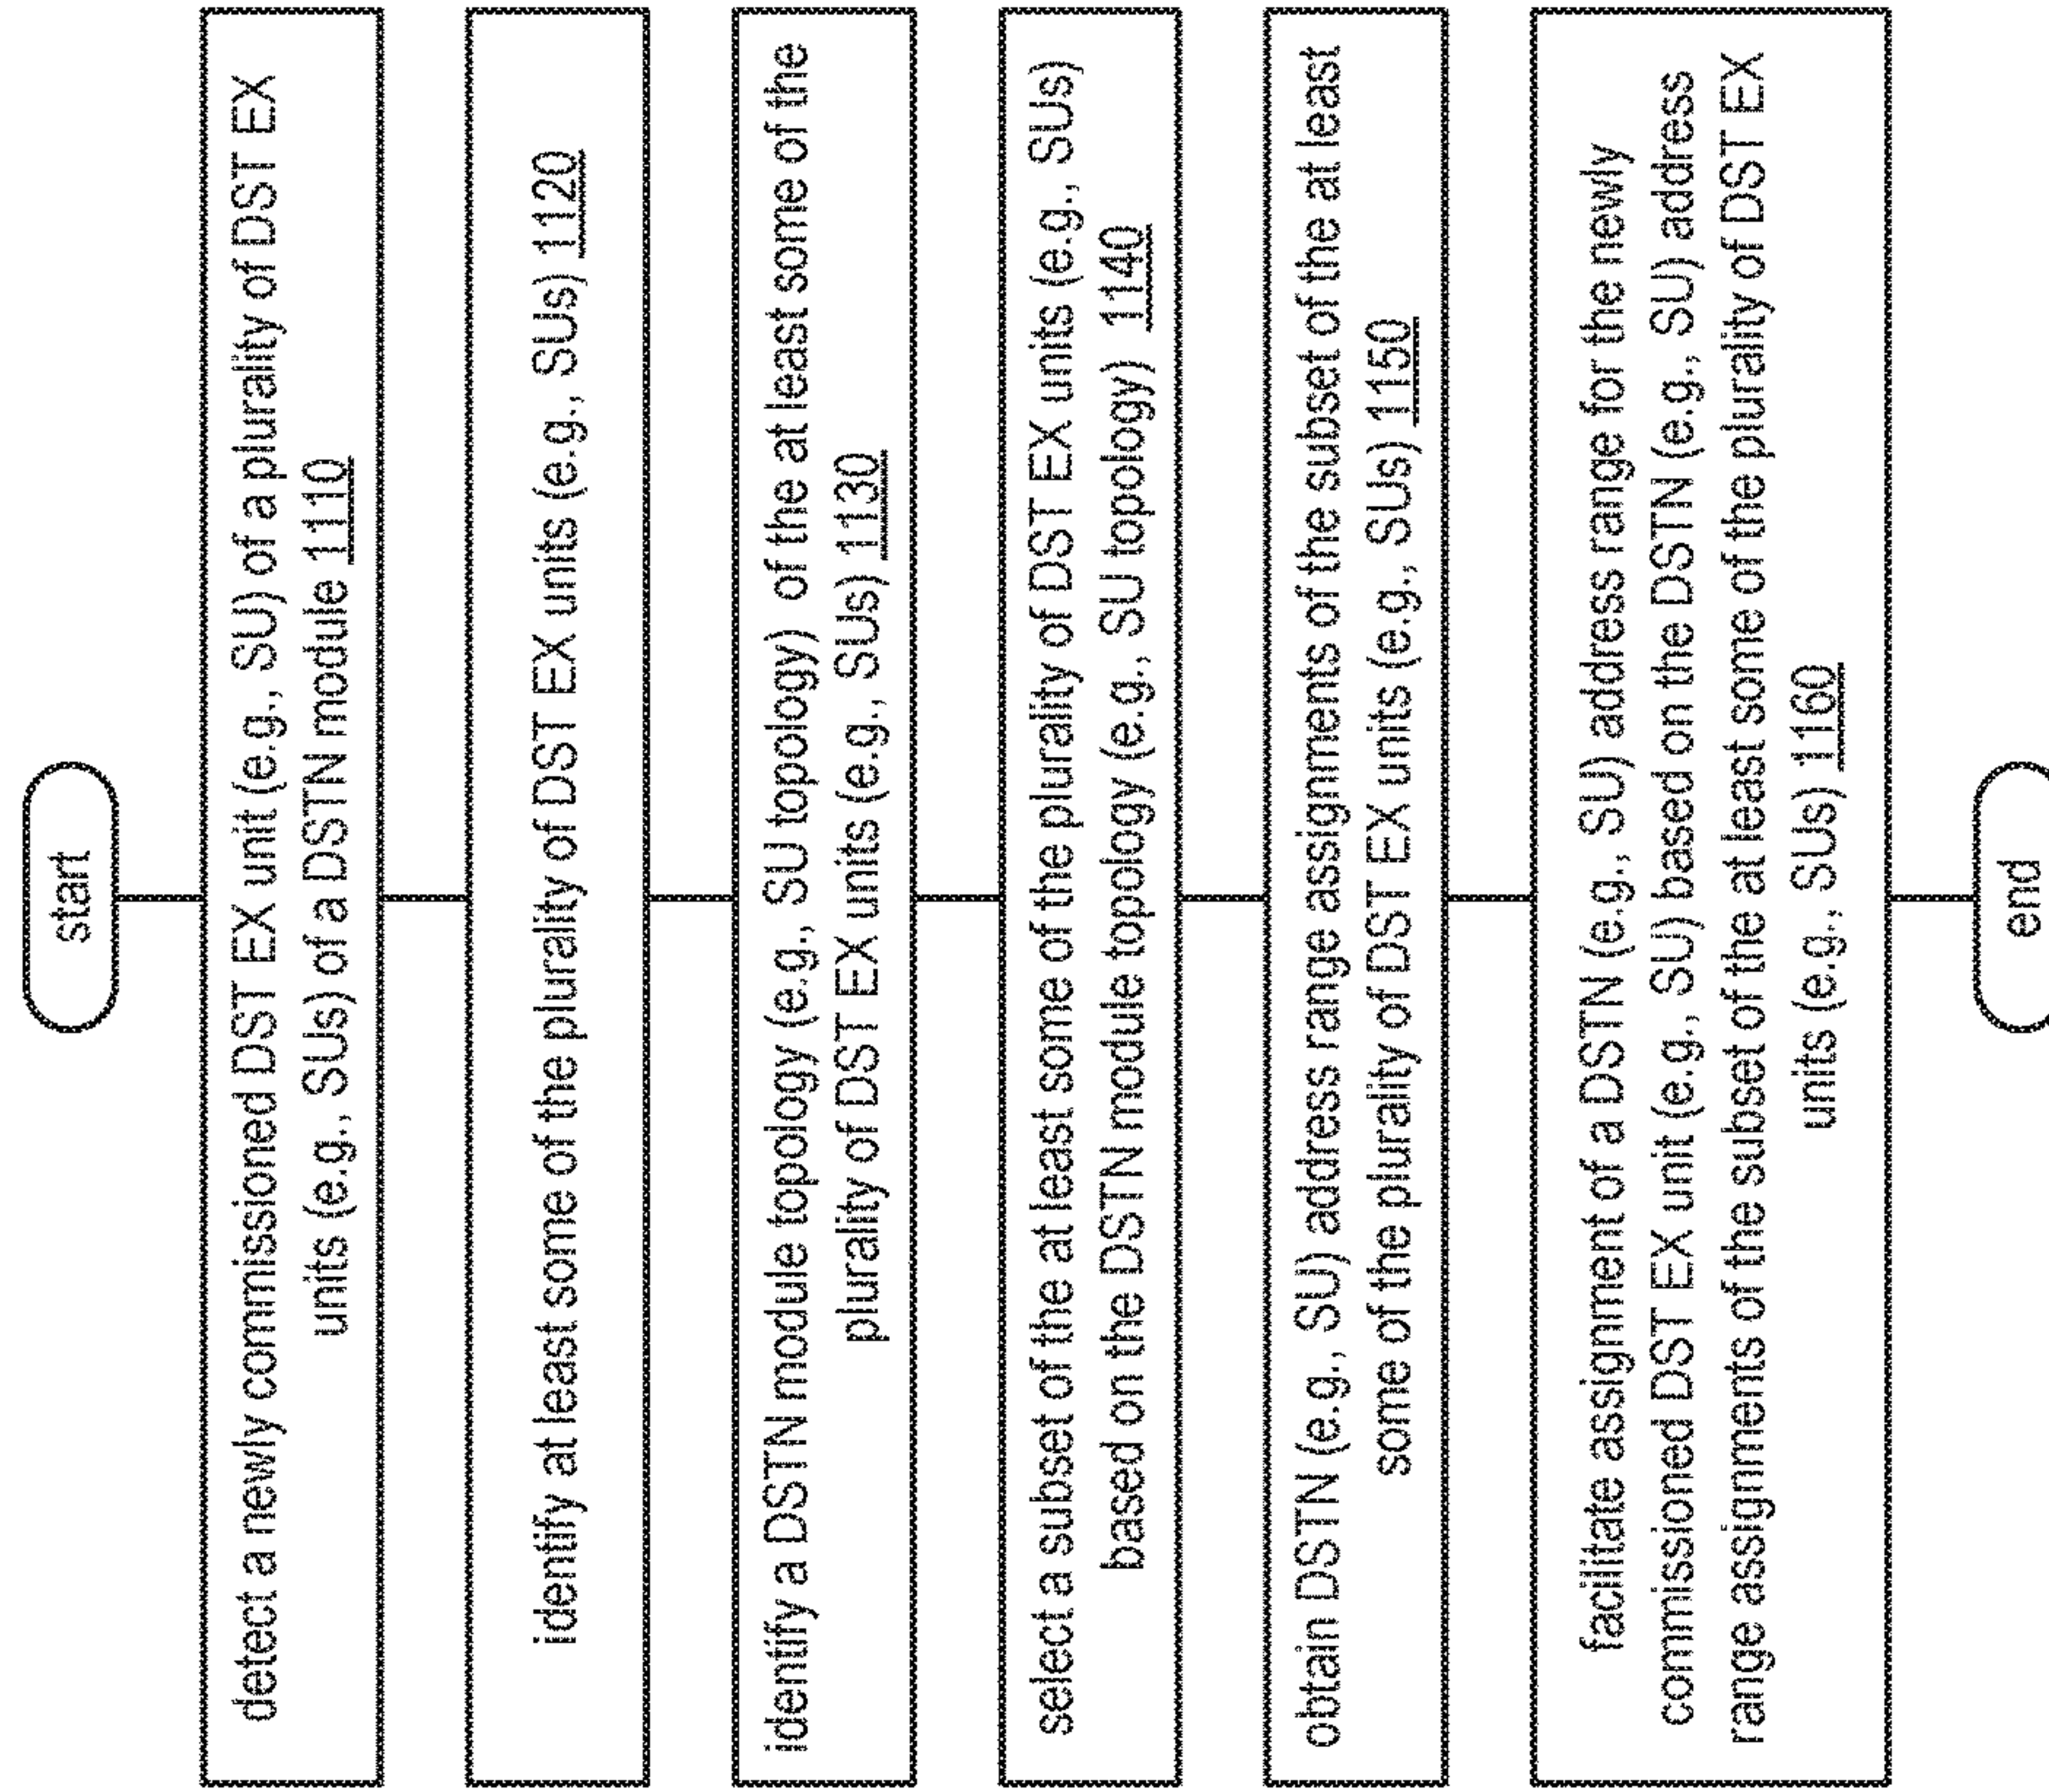 start
detect a newly commissioned DST EX unit (e.g., SU) of a plurality of DST EX
units (e.g., SUs) of a DSTN module 1110
identify at least some of the plurality of DST EX units (e.g., SUs) 1120
identify a DSTN module topology (e.g., SU topology) of the at least some of the
plurality of DST EX units (e.g., SUs) 1130
select a subset of the at least some of the plurality of DST EX units (e.g., SUs)
based on the DSTN module topology (e.g., SU topology) 1140
obtain DSTN (e.g., SU) address range assignments of the subset of the at least
some of the plurality of DST EX units (e.g., SUs) 1150
facilitate assignment of a DSTN (e.g., SU) address range for the newly
commissioned DST EX unit (e.g., SU) based on the DSTN (e.g., SU) address
range assignments of the subset of the at least some of the plurality of DST EX
units (e.g., SUs) 1160
end